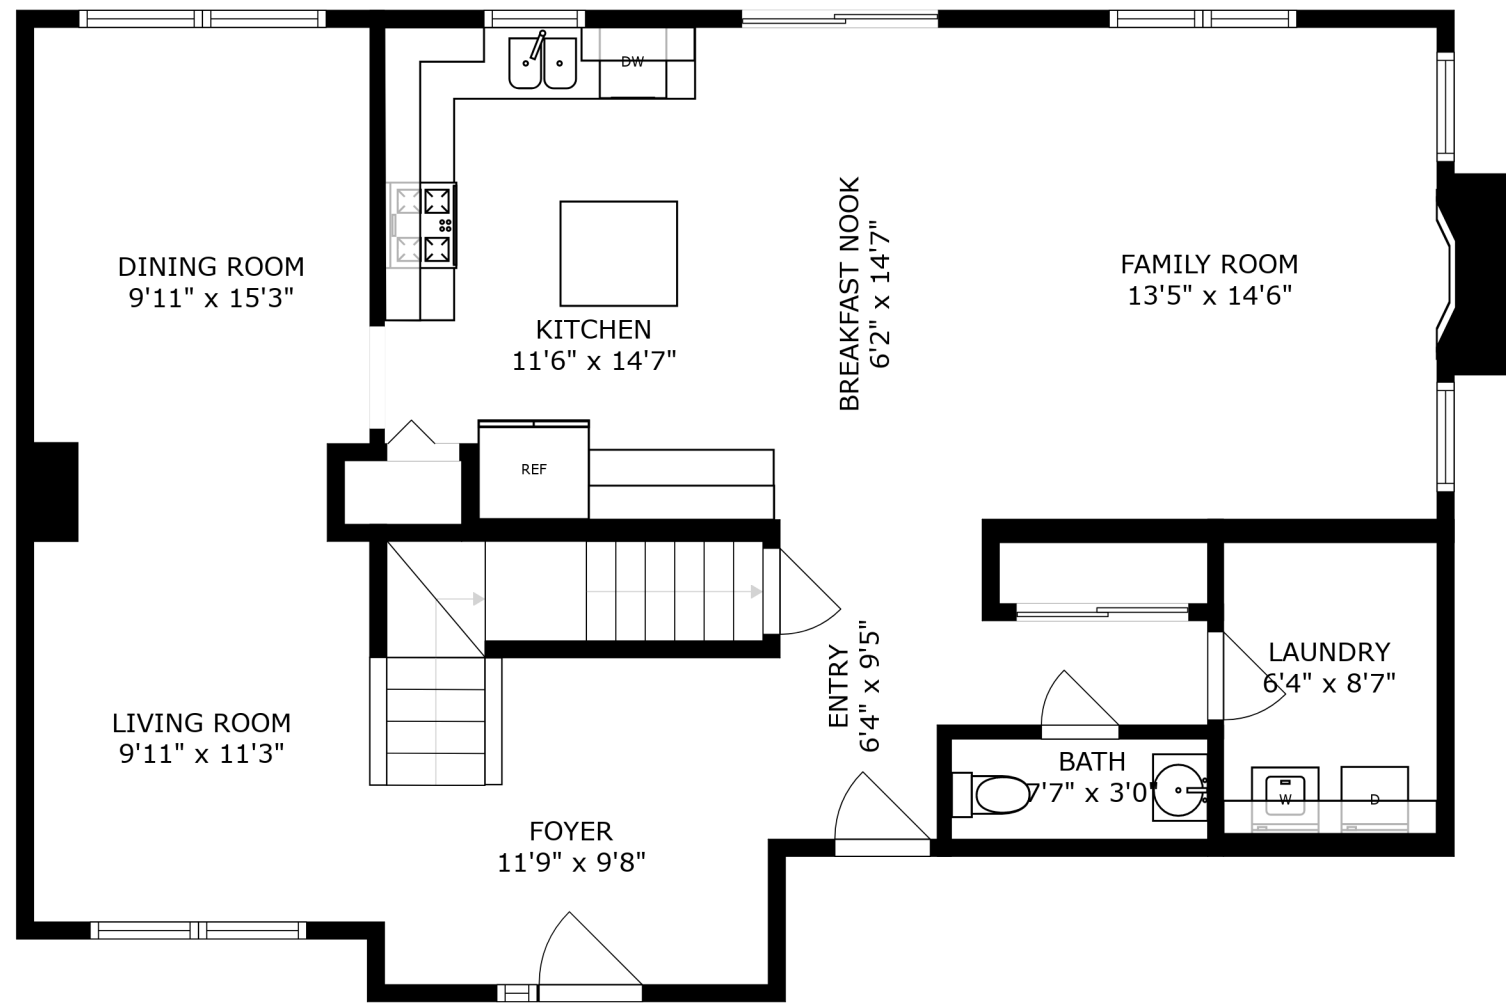 DW
DINING ROOM
9'11" x 15'3"
KITCHEN
11'6" x 14'7"
BREAKFAST NOOK
6'2" x 14'7"
FAMILY ROOM
13'5" x 14'6"
REF
LIVING ROOM
9'11" x 11'3"
ENTRY
6'4" x 9'5"
LAUNDRY
6'4" x 8'7"
BATH
7'7" x 3'0"
W
D
FOYER
11'9" x 9'8"